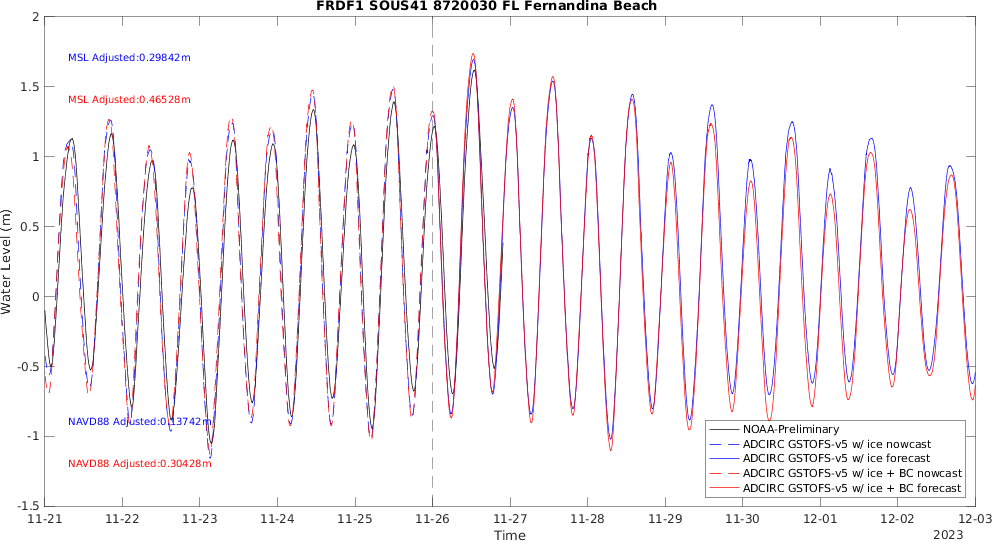 FRDF1 SOUS41 8720030 FL Fernandina Beach
2
1.5
1
0.5
0
-0.5
-1
-1.5
Water Level (m)
MSL Adjusted:0.29842m
MSL Adjusted:0.46528m
NAVD88 Adjusted:0.13742m
NAVD88 Adjusted:0.30428m
NOAA-Preliminary
ADCIRC GSTOFS-v5 w/ ice nowcast
ADCIRC GSTOFS-v5 w/ ice forecast
ADCIRC GSTOFS-v5 w/ ice + BC nowcast
ADCIRC GSTOFS-v5 w/ ice + BC forecast
11-21 11-22 11-23 11-24 11-25 11-26 11-27 11-28 11-29 11-30 12-01 12-02 12-03
Time
2023